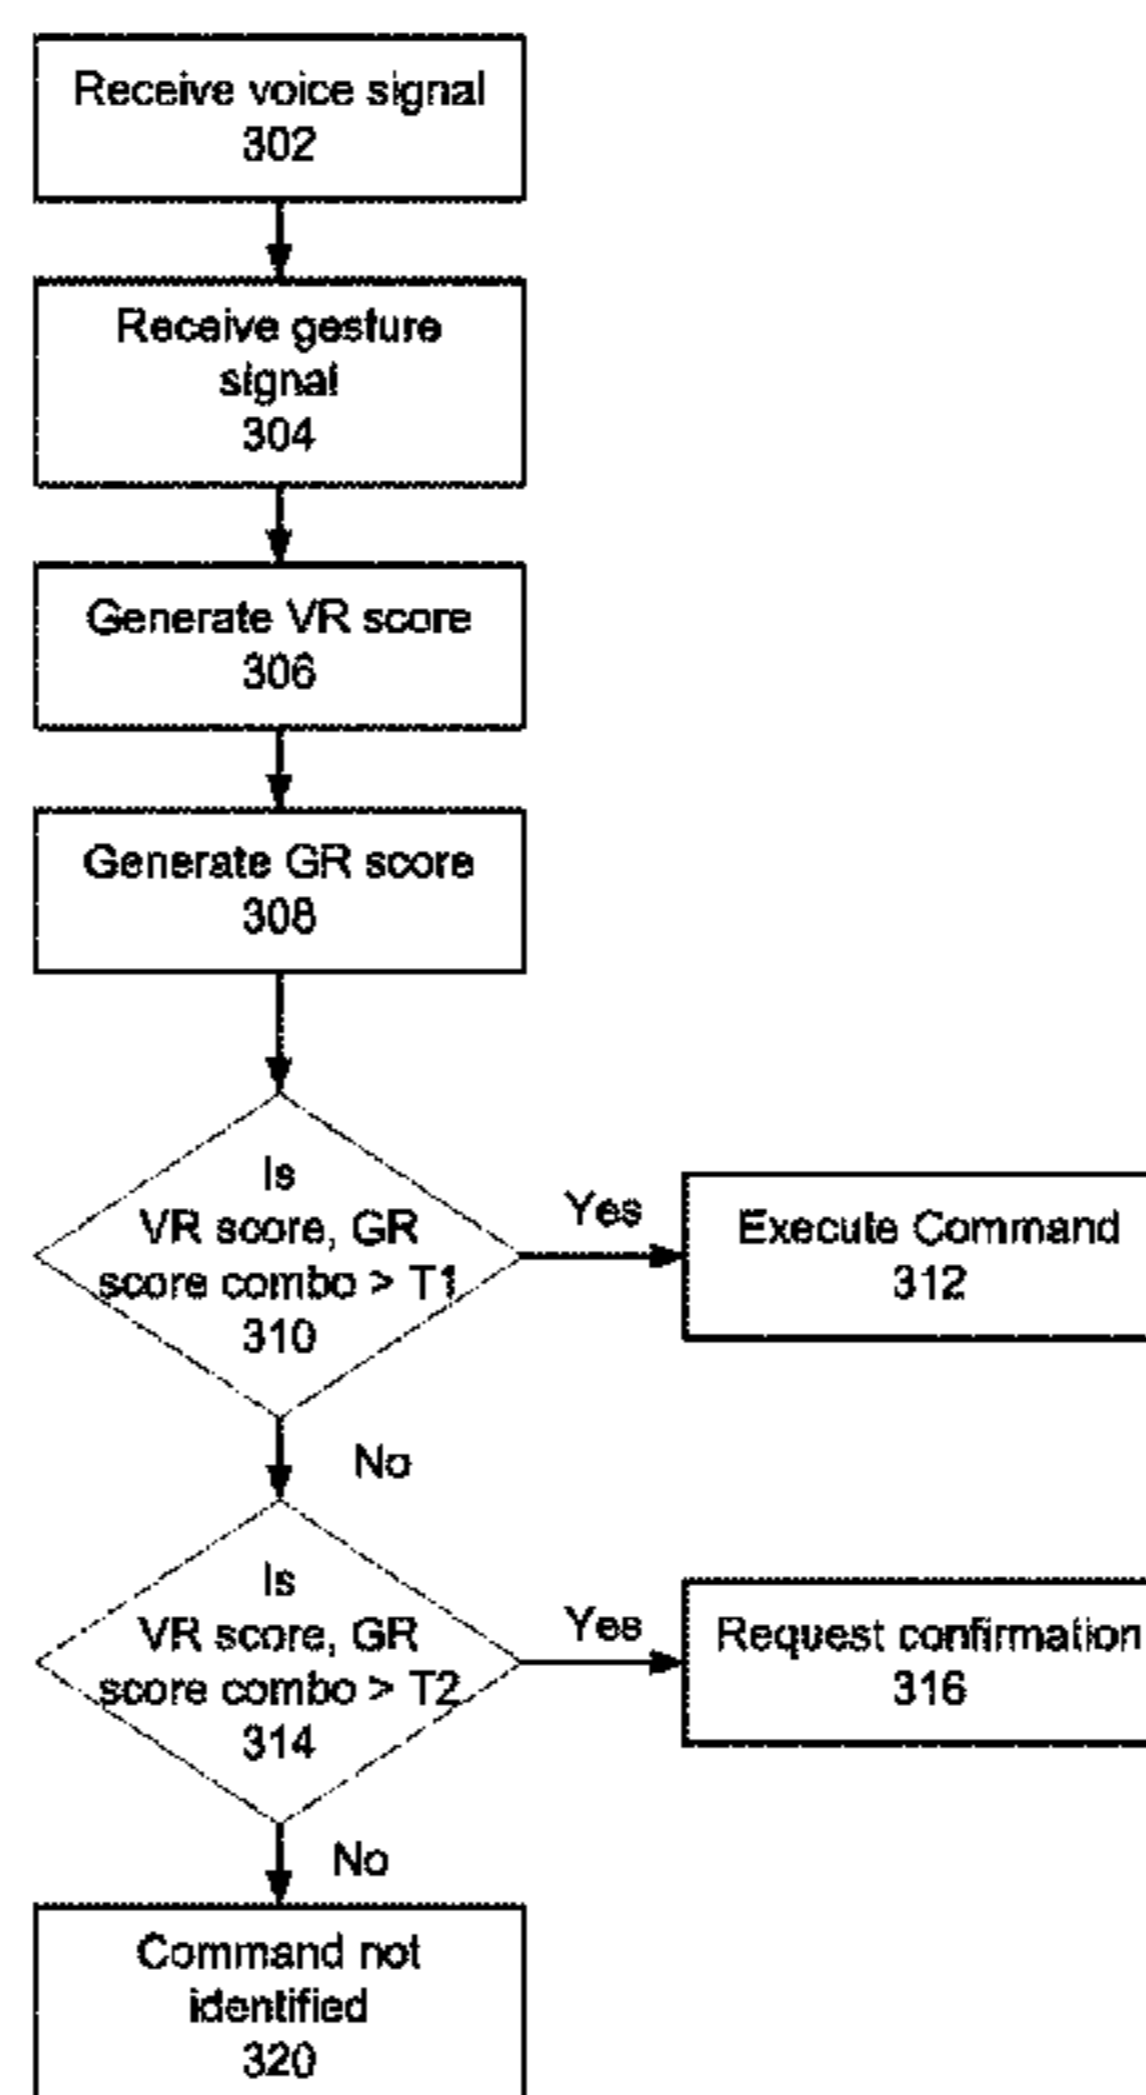 Receive voice signal
302
Receive gesture
signal
304
Generate VR score
306
Generate GR score
308
Is
VR score, GR
score combo > T1
310
Yes
Execute Command
312
No
Is
VR score, GR
score combo > T2
314
Yes
Request confirmation
316
No
Command not
identified
320